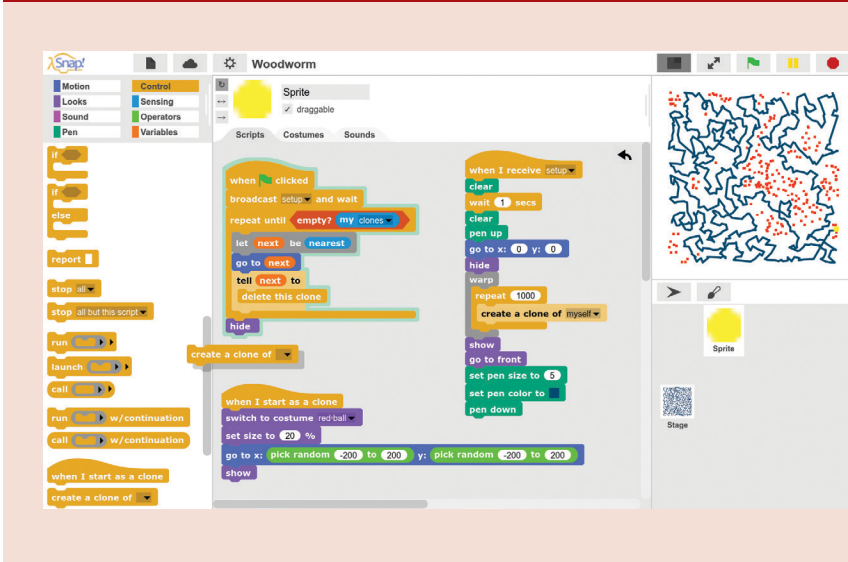 Snap!
Woodworm
Motion Control
Looks Sensing
Sound Operators
Pen Variables
if
if
else
report
stop all
stop all but this script
run
launch
call
run w/continuation
call w/continuation
when I start as a clone
create a clone of
Sprite
draggable
Scripts Costumes Sounds
when clicked
broadcast setup and wait
repeat until empty? my clones
let next be nearest
go to next
tell next to
delete this clone
hide
create a clone of
when I start as a clone
switch to costume red-ball
set size to 20 %
go to x: pick random -200 to 200 y: pick random -200 to 200
show
when I receive setup
clear
wait 1 secs
clear
pen up
go to x: 0 y: 0
hide
warp
repeat 1000
create a clone of myself
show
go to front
set pen size to 5
set pen color to
pen down
Sprite
Stage